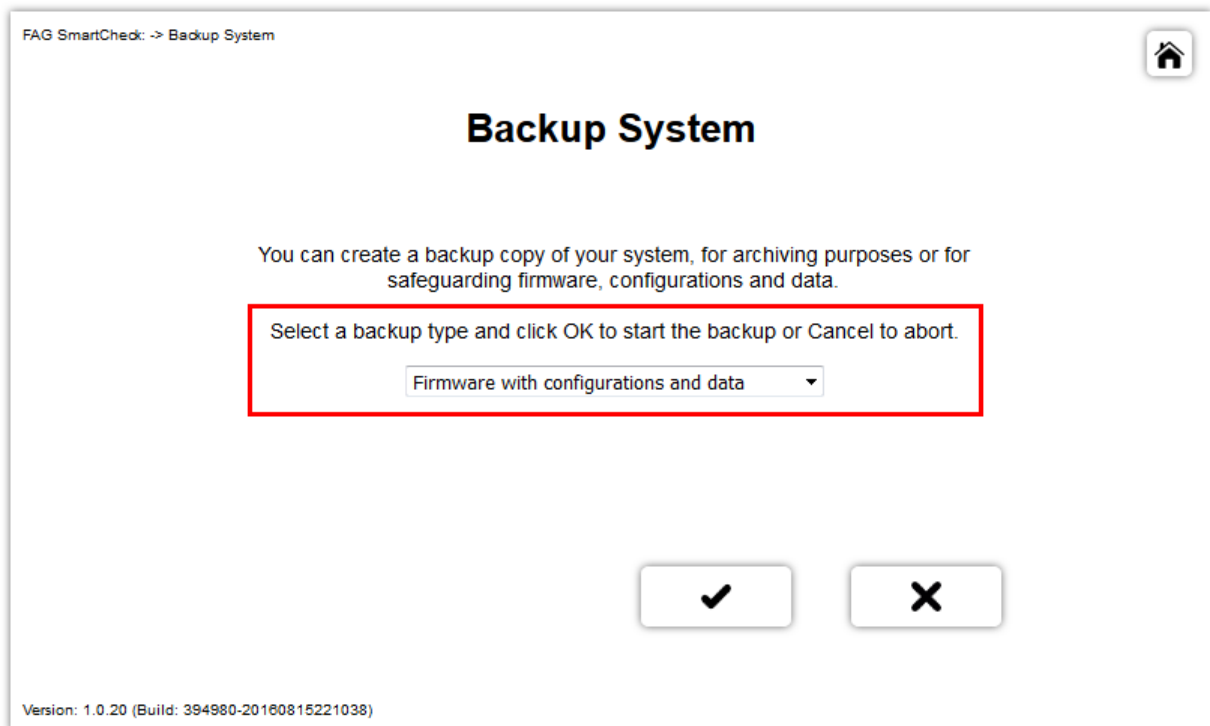 FAG SmartCheck: -> Backup System
Backup System
You can create a backup copy of your system, for archiving purposes or for
safeguarding firmware, configurations and data.
Select a backup type and click OK to start the backup or Cancel to abort.
Firmware with configurations and data
Version: 1.0.20 (Build: 394980-20160815221038)